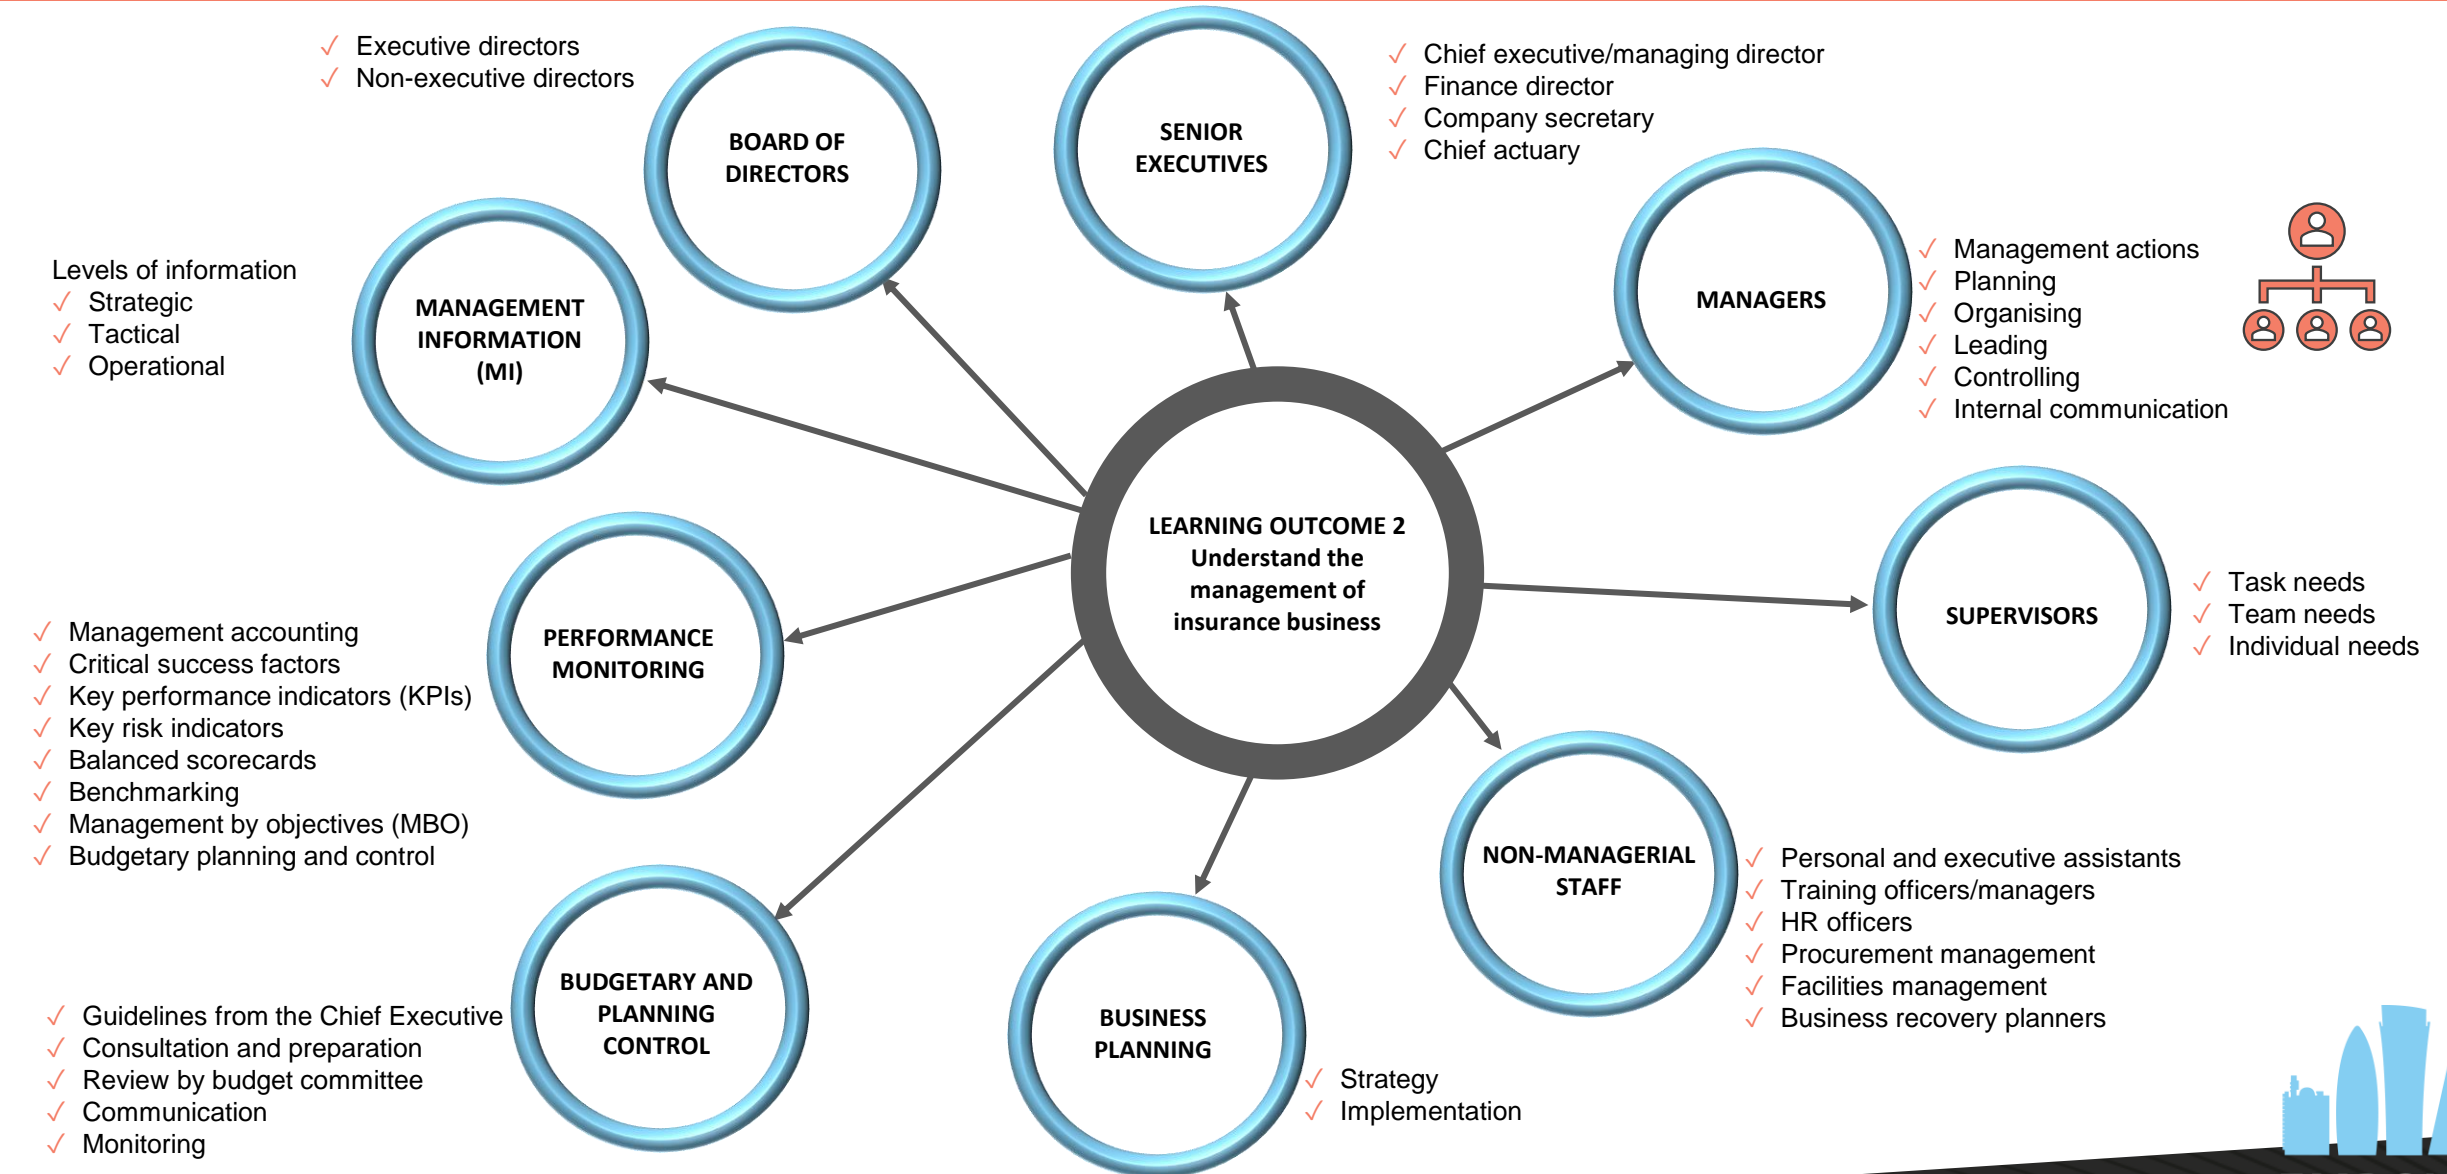 Executive directors
Non-executive directors
BOARD OF
DIRECTORS
SENIOR
EXECUTIVES
Chief executive/managing director
Finance director
Company secretary
Chief actuary
MANAGERS
Management actions
Planning
Organising
Leading
Controlling
Internal communication
Levels of information
Strategic
Tactical
Operational
MANAGEMENT
INFORMATION
(MI)
LEARNING OUTCOME 2
Understand the
management of
insurance business
SUPERVISORS
Task needs
Team needs
Individual needs
Management accounting
Critical success factors
Key performance indicators (KPIs)
Key risk indicators
Balanced scorecards
Benchmarking
Management by objectives (MBO)
Budgetary planning and control
PERFORMANCE
MONITORING
NON-MANAGERIAL
STAFF
Personal and executive assistants
Training officers/managers
HR officers
Procurement management
Facilities management
Business recovery planners
Guidelines from the Chief Executive
Consultation and preparation
Review by budget committee
Communication
Monitoring
BUDGETARY AND
PLANNING
CONTROL
BUSINESS
PLANNING
Strategy
Implementation